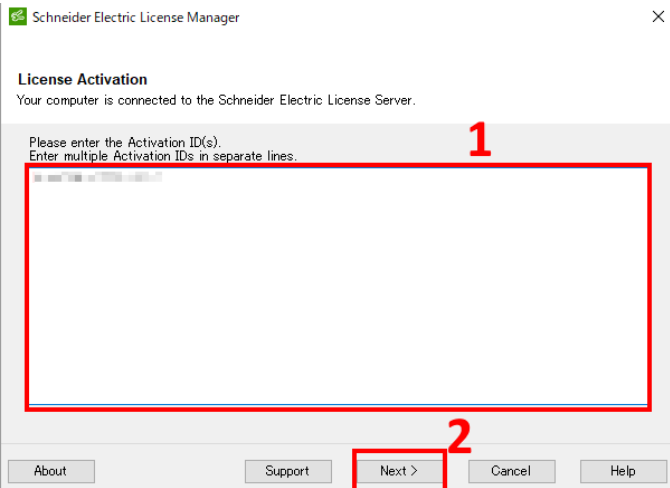 Schneider Electric License Manager
License Activation
Your computer is connected to the Schneider Electric License Server.
Please enter the Activation ID(s).
Enter multiple Activation IDs in separate lines.
1
2
About
Support
Next >
Cancel
Help